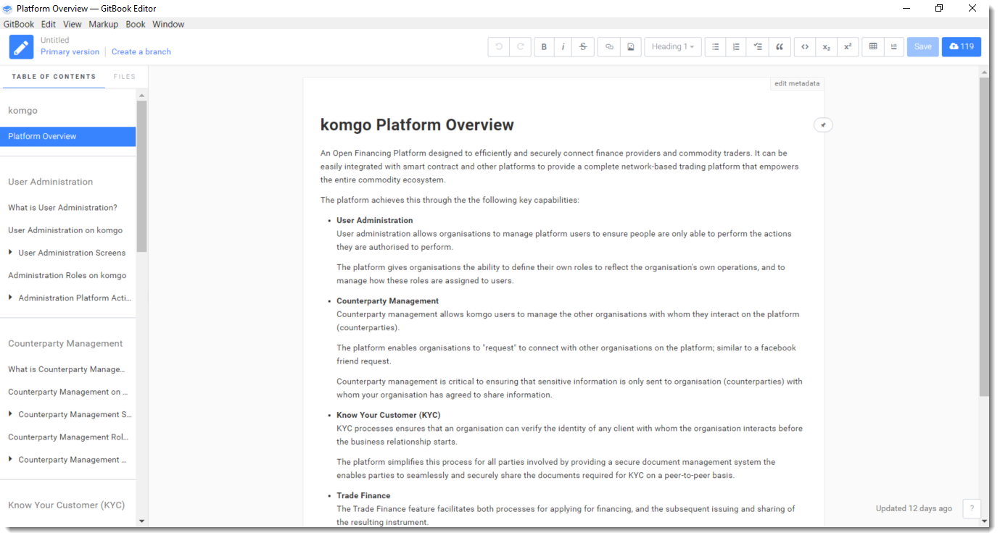 Platform Overview — GitBook Editor
GitBook Edit View Markup Book Window
Untitled
Primary version Create a branch
B i S Heading 1 x₂ x² Save 119
TABLE OF CONTENTS FILES
edit metadata
komgo
Platform Overview
User Administration
What is User Administration?
User Administration on komgo
User Administration Screens
Administration Roles on komgo
Administration Platform Acti...
Counterparty Management
What is Counterparty Manage...
Counterparty Management on ...
Counterparty Management S...
Counterparty Management Rol...
Counterparty Management ...
Know Your Customer (KYC)
komgo Platform Overview
An Open Financing Platform designed to efficiently and securely connect finance providers and commodity traders. It can be
easily integrated with smart contract and other platforms to provide a complete network-based trading platform that empowers
the entire commodity ecosystem.
The platform achieves this through the the following key capabilities:
• User Administration
User administration allows organisations to manage platform users to ensure people are only able to perform the actions
they are authorised to perform.
The platform gives organisations the ability to define their own roles to reflect the organisation's own operations, and to
manage how these roles are assigned to users.
• Counterparty Management
Counterparty management allows komgo users to manage the other organisations with whom they interact on the platform
(counterparties).
The platform enables organisations to "request" to connect with other organisations on the platform; similar to a facebook
friend request.
Counterparty management is critical to ensuring that sensitive information is only sent to organisation (counterparties) with
whom your organisation has agreed to share information.
• Know Your Customer (KYC)
KYC processes ensures that an organisation can verify the identity of any client with whom the organisation interacts before
the business relationship starts.
The platform simplifies this process for all parties involved by providing a secure document management system the
enables parties to seamlessly and securely share the documents required for KYC on a peer-to-peer basis.
• Trade Finance
The Trade Finance feature facilitates both processes for applying for financing, and the subsequent issuing and sharing of
the resulting instrument.
Updated 12 days ago ?